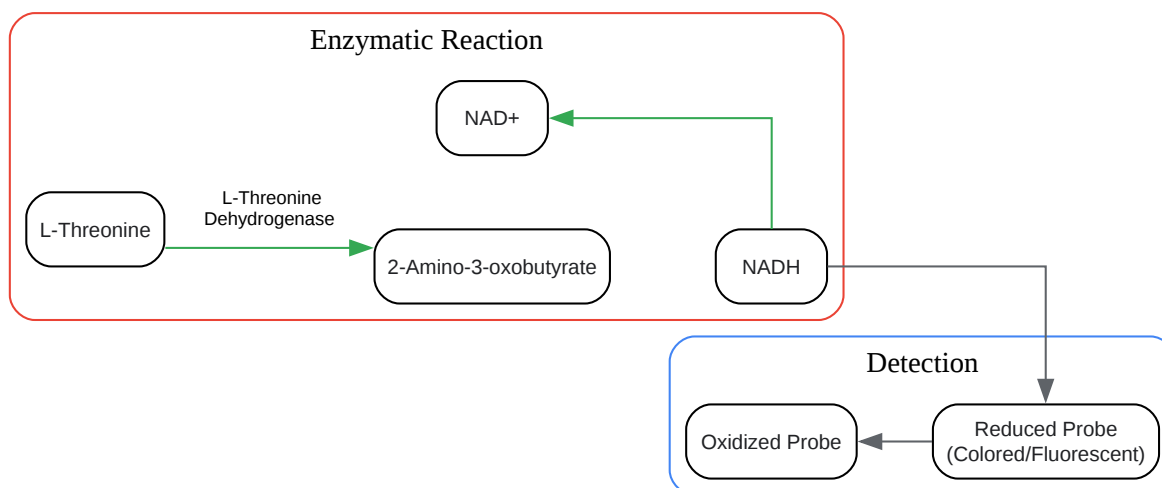 Enzymatic Reaction
NAD+
L-Threonine
Dehydrogenase
L-Threonine
2-Amino-3-oxobutyrate
NADH
Detection
Oxidized Probe
Reduced Probe
(Colored/Fluorescent)